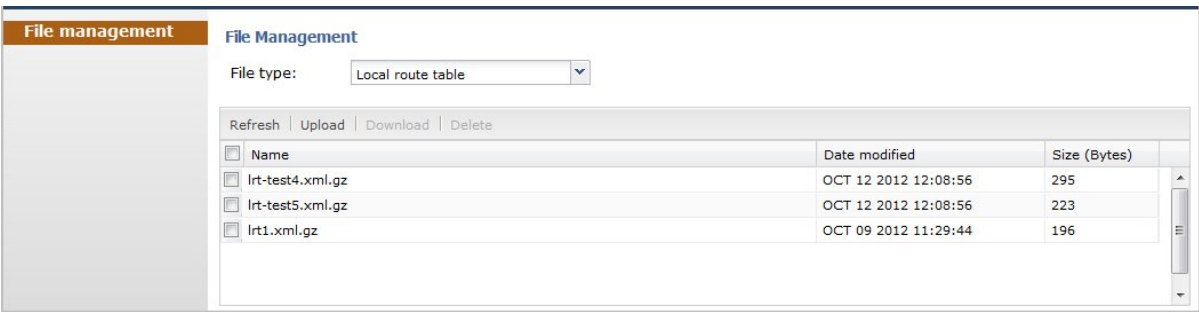 File management
File Management
File type: Local route table
Refresh Upload Download Delete
Name Date modified Size (Bytes)
lrt-test4.xml.gz OCT 12 2012 12:08:56 295
lrt-test5.xml.gz OCT 12 2012 12:08:56 223
lrt1.xml.gz OCT 09 2012 11:29:44 196